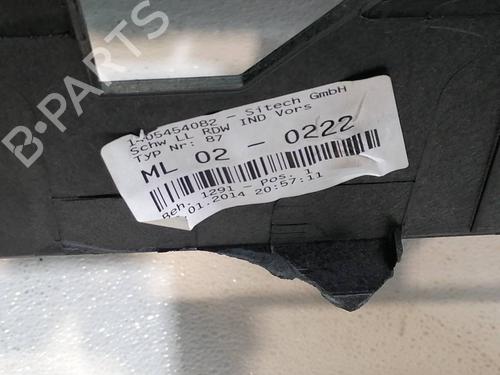 1405454082 - Sitech GmbH
Schw LL RDW IND Vors
Typ Nr: 87
ML 02 - 0222
Beh. 1291 - pos. 1
.01.2014 20:57:11
B-PARTS